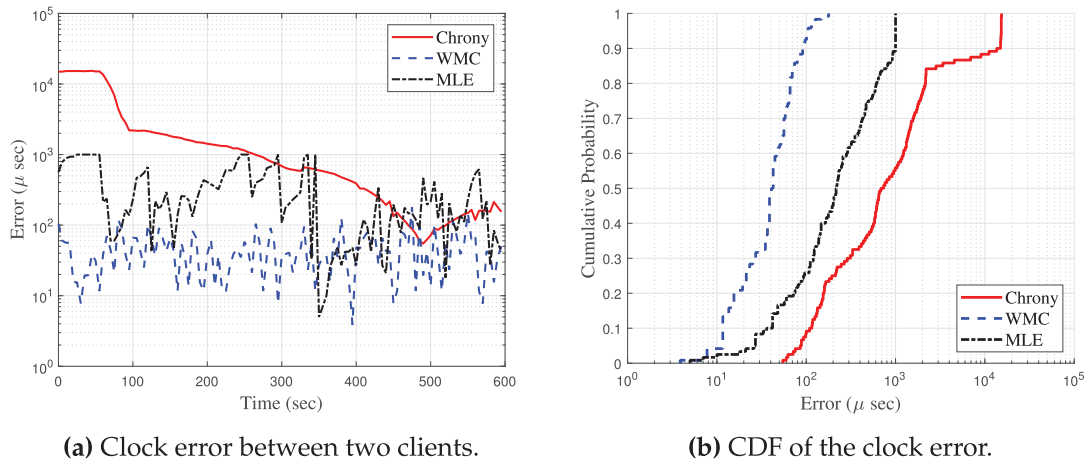 10^5
10^4
10^3
10^2
10^1
10^0
Error (μ sec)
0 100 200 300 400 500 600
Time (sec)
Chrony
WMC
MLE
(a) Clock error between two clients.
1
0.9
0.8
0.7
0.6
0.5
0.4
0.3
0.2
0.1
0
Cumulative Probability
10^0 10^1 10^2 10^3 10^4 10^5
Error (μ sec)
Chrony
WMC
MLE
(b) CDF of the clock error.